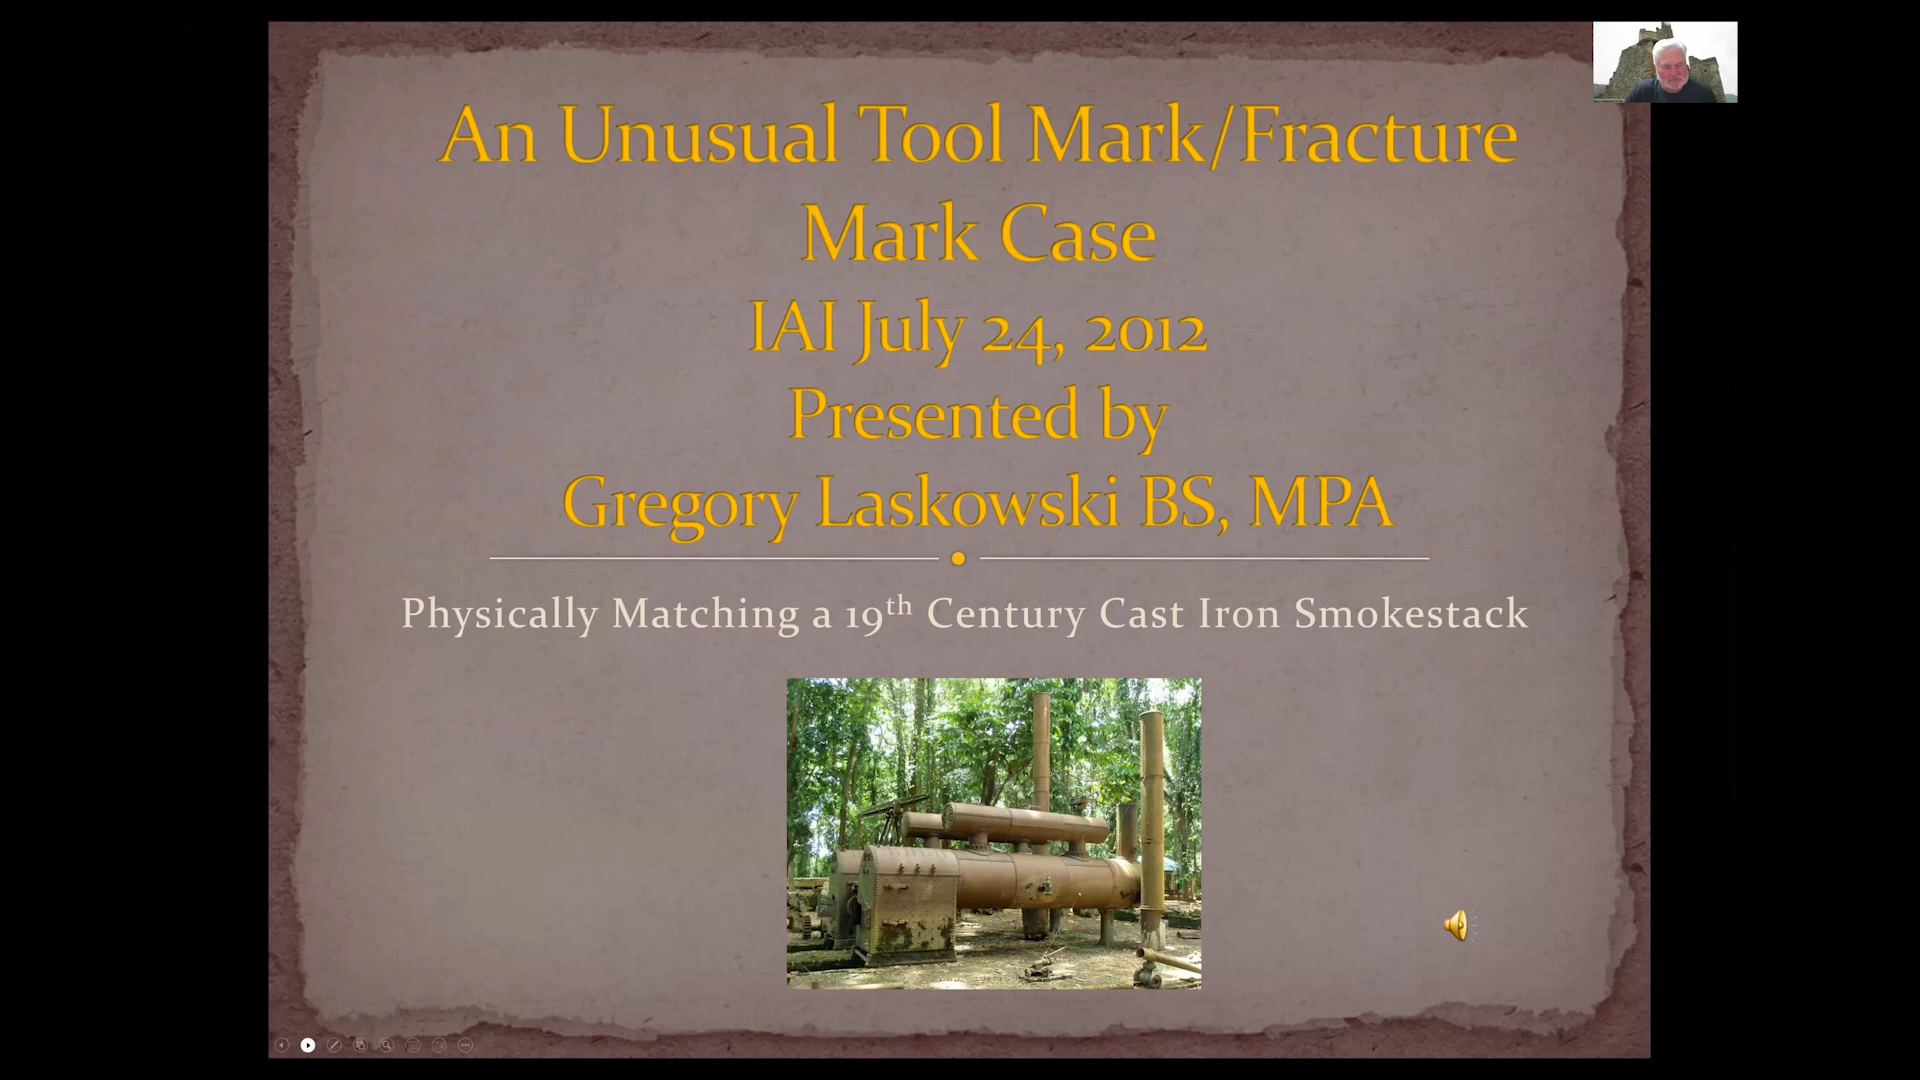 An Unusual Tool Mark/Fracture
Mark Case
IAI July 24, 2012
Presented by
Gregory Laskowski BS, MPA
Physically Matching a 19th Century Cast Iron Smokestack